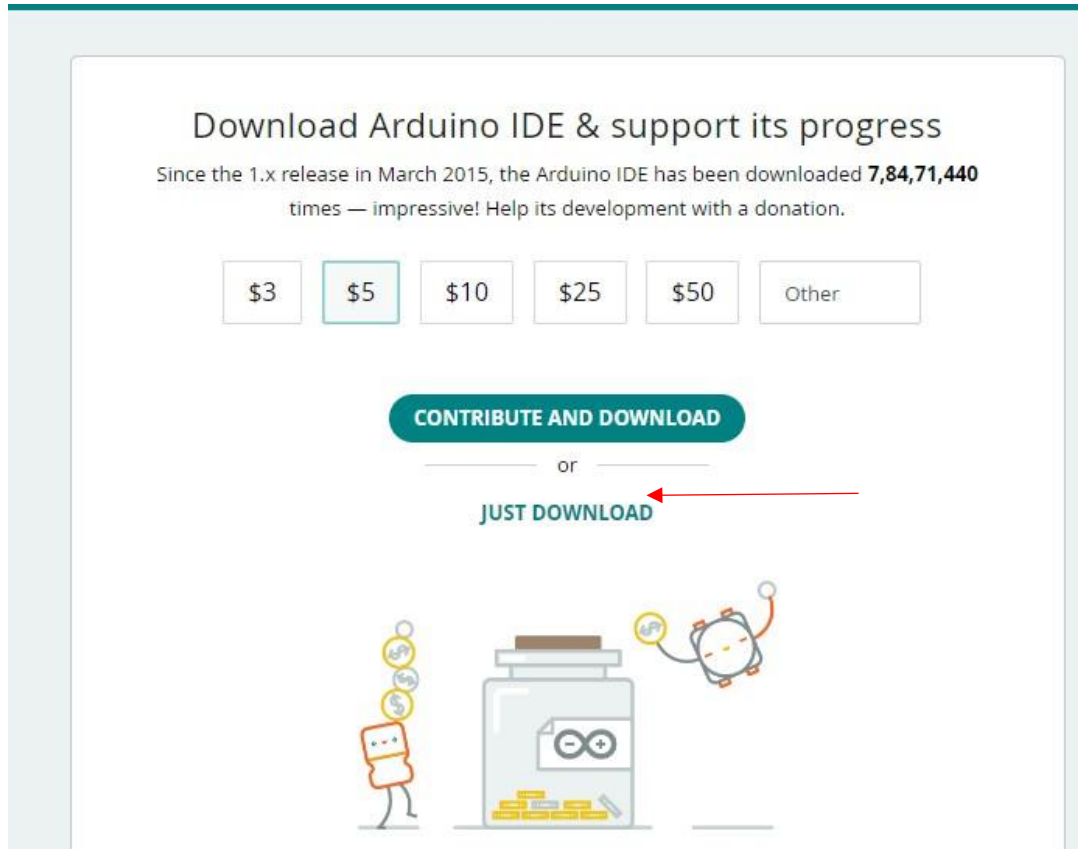 Download Arduino IDE & support its progress
Since the 1.x release in March 2015, the Arduino IDE has been downloaded 7,84,71,440
times — impressive! Help its development with a donation.
$3 $5 $10 $25 $50 Other
CONTRIBUTE AND DOWNLOAD
or
JUST DOWNLOAD